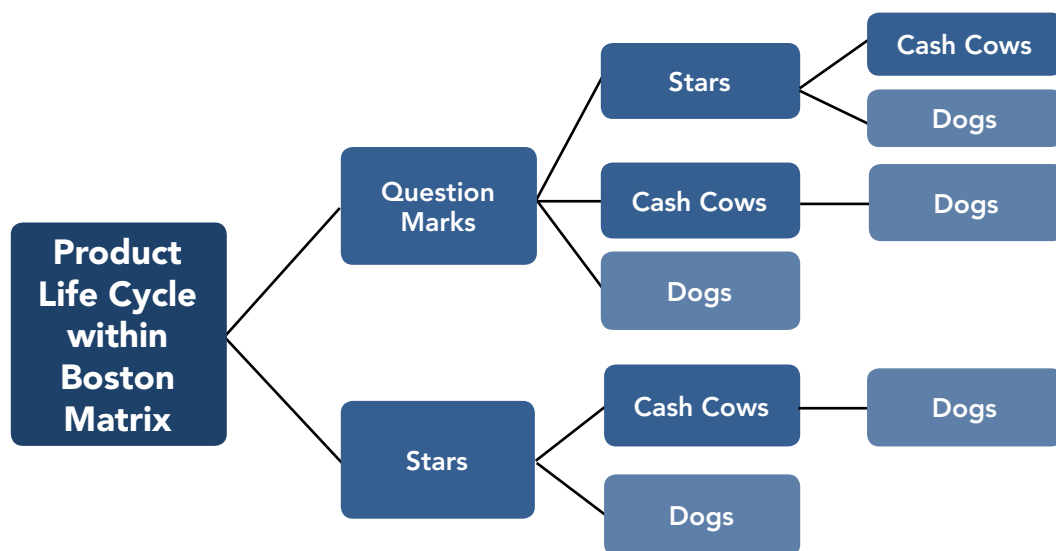 Product
Life Cycle
within
Boston
Matrix
Question
Marks
Stars
Cash Cows
Dogs
Cash Cows
Dogs
Dogs
Stars
Cash Cows
Dogs
Dogs